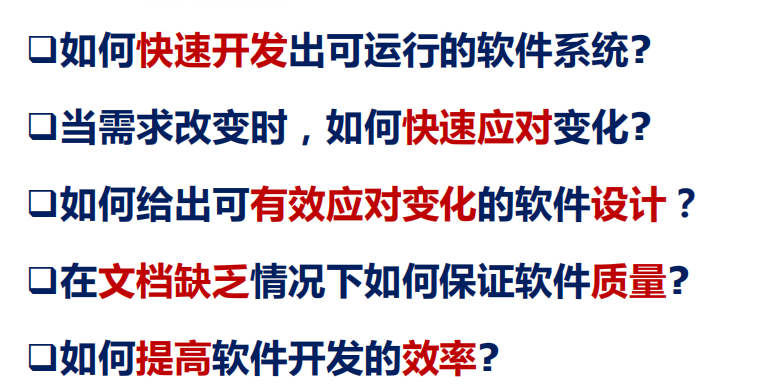 ❑如何快速开发出可运行的软件系统?
❑当需求改变时，如何快速应对变化?
❑如何给出可有效应对变化的软件设计？
❑在文档缺乏情况下如何保证软件质量?
❑如何提高软件开发的效率?